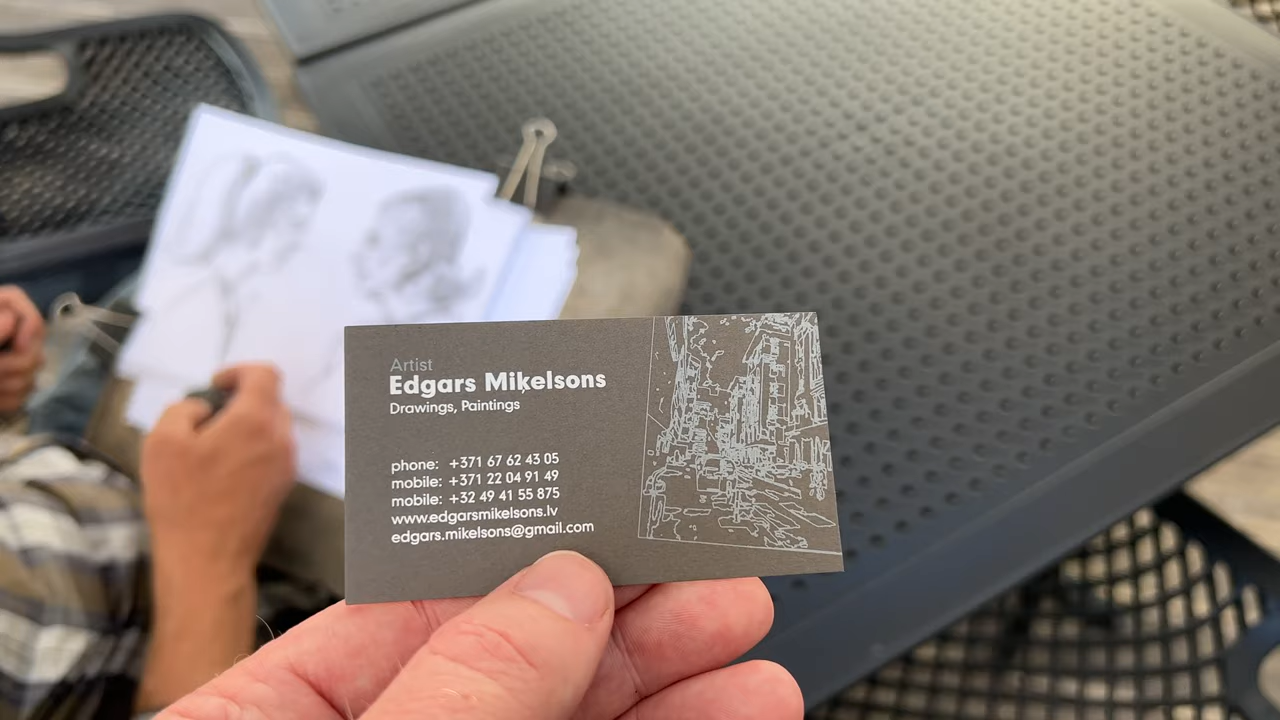 Artist
Edgars Miķelsons
Drawings, Paintings
phone: +371 67 62 43 05
mobile: +371 22 04 91 49
mobile: +32 49 41 55 875
www.edgarsmikelsons.lv
edgars.mikelsons@gmail.com